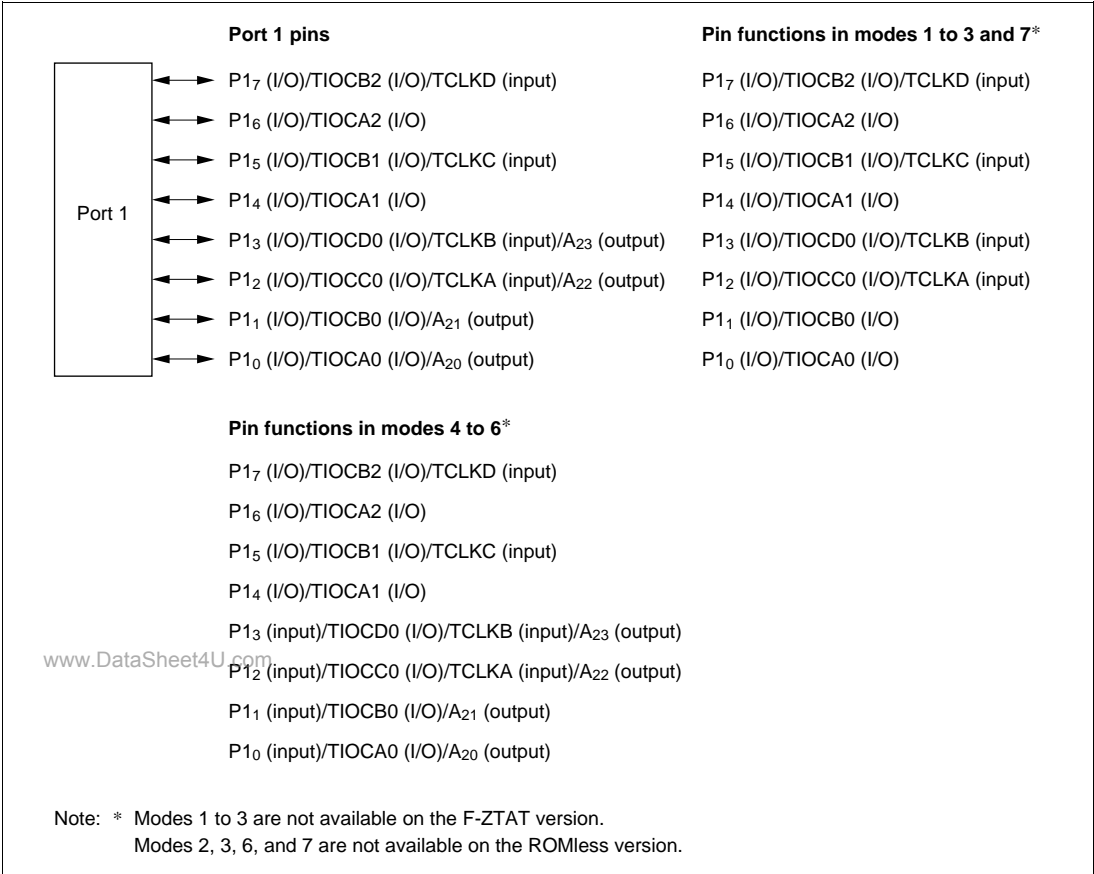 Port 1 pins
Pin functions in modes 1 to 3 and 7*
Port 1
P1₇ (I/O)/TIOCB2 (I/O)/TCLKD (input)
P1₆ (I/O)/TIOCA2 (I/O)
P1₅ (I/O)/TIOCB1 (I/O)/TCLKC (input)
P1₄ (I/O)/TIOCA1 (I/O)
P1₃ (I/O)/TIOCD0 (I/O)/TCLKB (input)/A₂₃ (output)
P1₂ (I/O)/TIOCC0 (I/O)/TCLKA (input)/A₂₂ (output)
P1₁ (I/O)/TIOCB0 (I/O)/A₂₁ (output)
P1₀ (I/O)/TIOCA0 (I/O)/A₂₀ (output)
P1₇ (I/O)/TIOCB2 (I/O)/TCLKD (input)
P1₆ (I/O)/TIOCA2 (I/O)
P1₅ (I/O)/TIOCB1 (I/O)/TCLKC (input)
P1₄ (I/O)/TIOCA1 (I/O)
P1₃ (I/O)/TIOCD0 (I/O)/TCLKB (input)
P1₂ (I/O)/TIOCC0 (I/O)/TCLKA (input)
P1₁ (I/O)/TIOCB0 (I/O)
P1₀ (I/O)/TIOCA0 (I/O)
Pin functions in modes 4 to 6*
P1₇ (I/O)/TIOCB2 (I/O)/TCLKD (input)
P1₆ (I/O)/TIOCA2 (I/O)
P1₅ (I/O)/TIOCB1 (I/O)/TCLKC (input)
P1₄ (I/O)/TIOCA1 (I/O)
P1₃ (input)/TIOCD0 (I/O)/TCLKB (input)/A₂₃ (output)
www.DataSheet4U.com
P1₂ (input)/TIOCC0 (I/O)/TCLKA (input)/A₂₂ (output)
P1₁ (input)/TIOCB0 (I/O)/A₂₁ (output)
P1₀ (input)/TIOCA0 (I/O)/A₂₀ (output)
Note: * Modes 1 to 3 are not available on the F-ZTAT version.
Modes 2, 3, 6, and 7 are not available on the ROMless version.